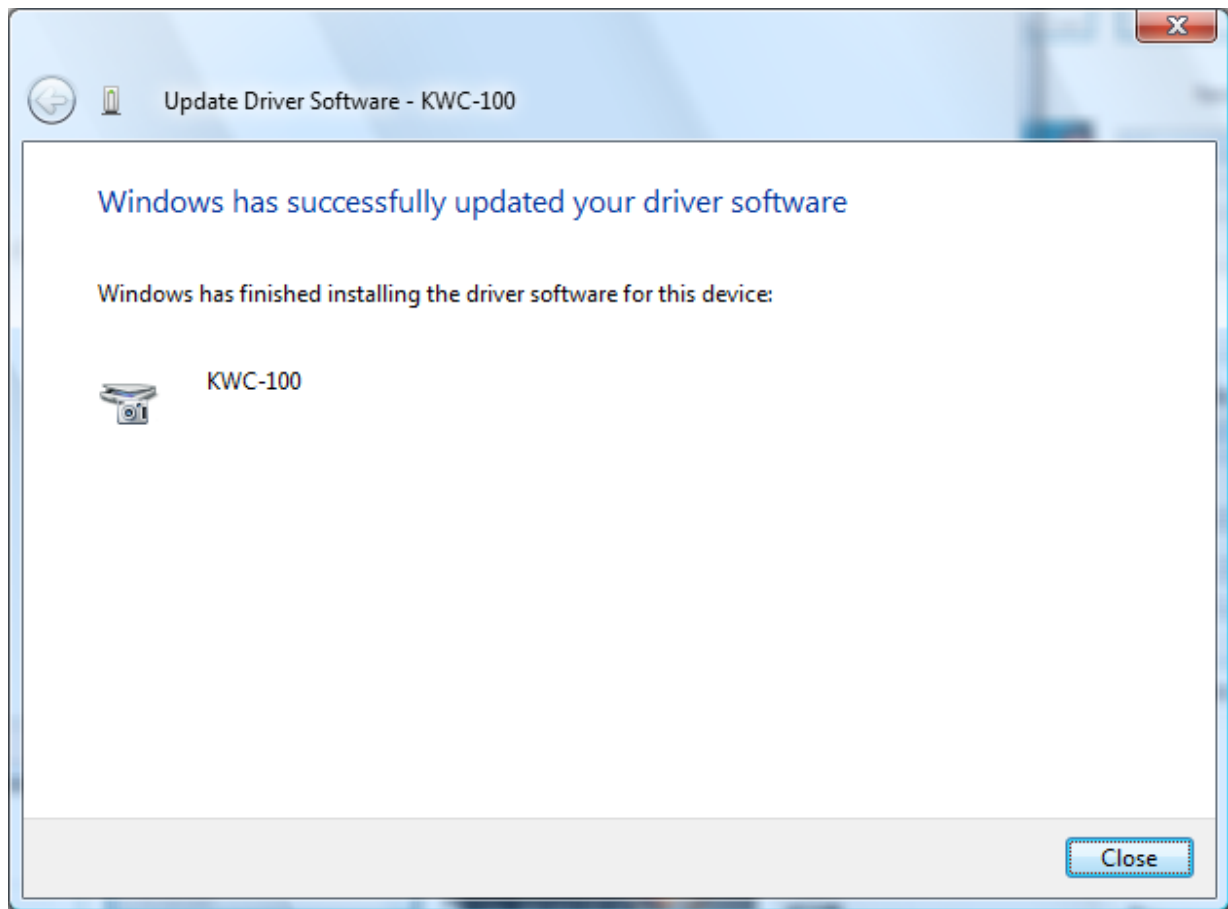 Update Driver Software - KWC-100
Windows has successfully updated your driver software
Windows has finished installing the driver software for this device:
KWC-100
Close